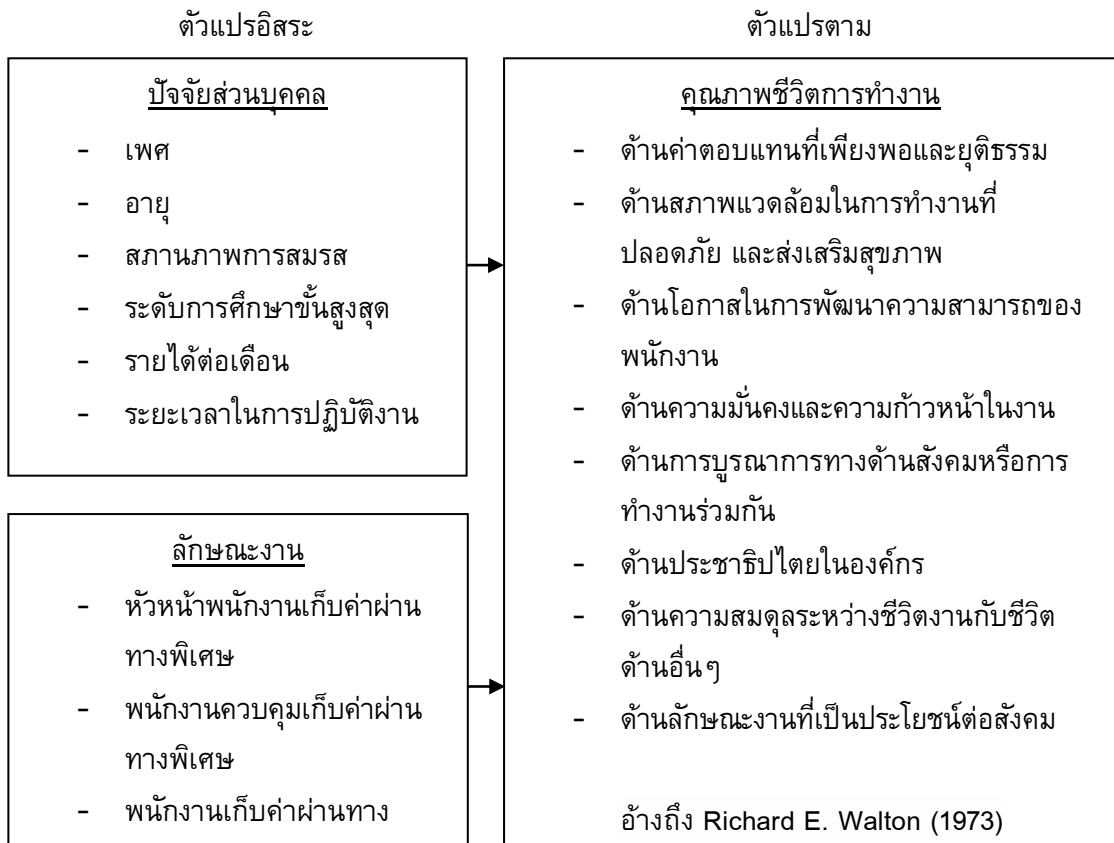 ตัวแปรอิสระ
ปัจจัยส่วนบุคคล
- เพศ
- อายุ
- สถานภาพการสมรส
- ระดับการศึกษาขั้นสูงสุด
- รายได้ต่อเดือน
- ระยะเวลาในการปฏิบัติงาน
ลักษณะงาน
- หัวหน้าพนักงานเก็บค่าผ่าน
ทางพิเศษ
- พนักงานควบคุมเก็บค่าผ่าน
ทางพิเศษ
- พนักงานเก็บค่าผ่านทาง
ตัวแปรตาม
คุณภาพชีวิตการทำงาน
- ด้านค่าตอบแทนที่เพียงพอและยุติธรรม
- ด้านสภาพแวดล้อมในการทำงานที่
ปลอดภัย และส่งเสริมสุขภาพ
- ด้านโอกาสในการพัฒนาความสามารถของ
พนักงาน
- ด้านความมั่นคงและความก้าวหน้าในงาน
- ด้านการบูรณาการทางด้านสังคมหรือการ
ทำงานร่วมกัน
- ด้านประชาธิปไตยในองค์กร
- ด้านความสมดุลระหว่างชีวิตงานกับชีวิต
ด้านอื่นๆ
- ด้านลักษณะงานที่เป็นประโยชน์ต่อสังคม
อ้างถึง Richard E. Walton (1973)